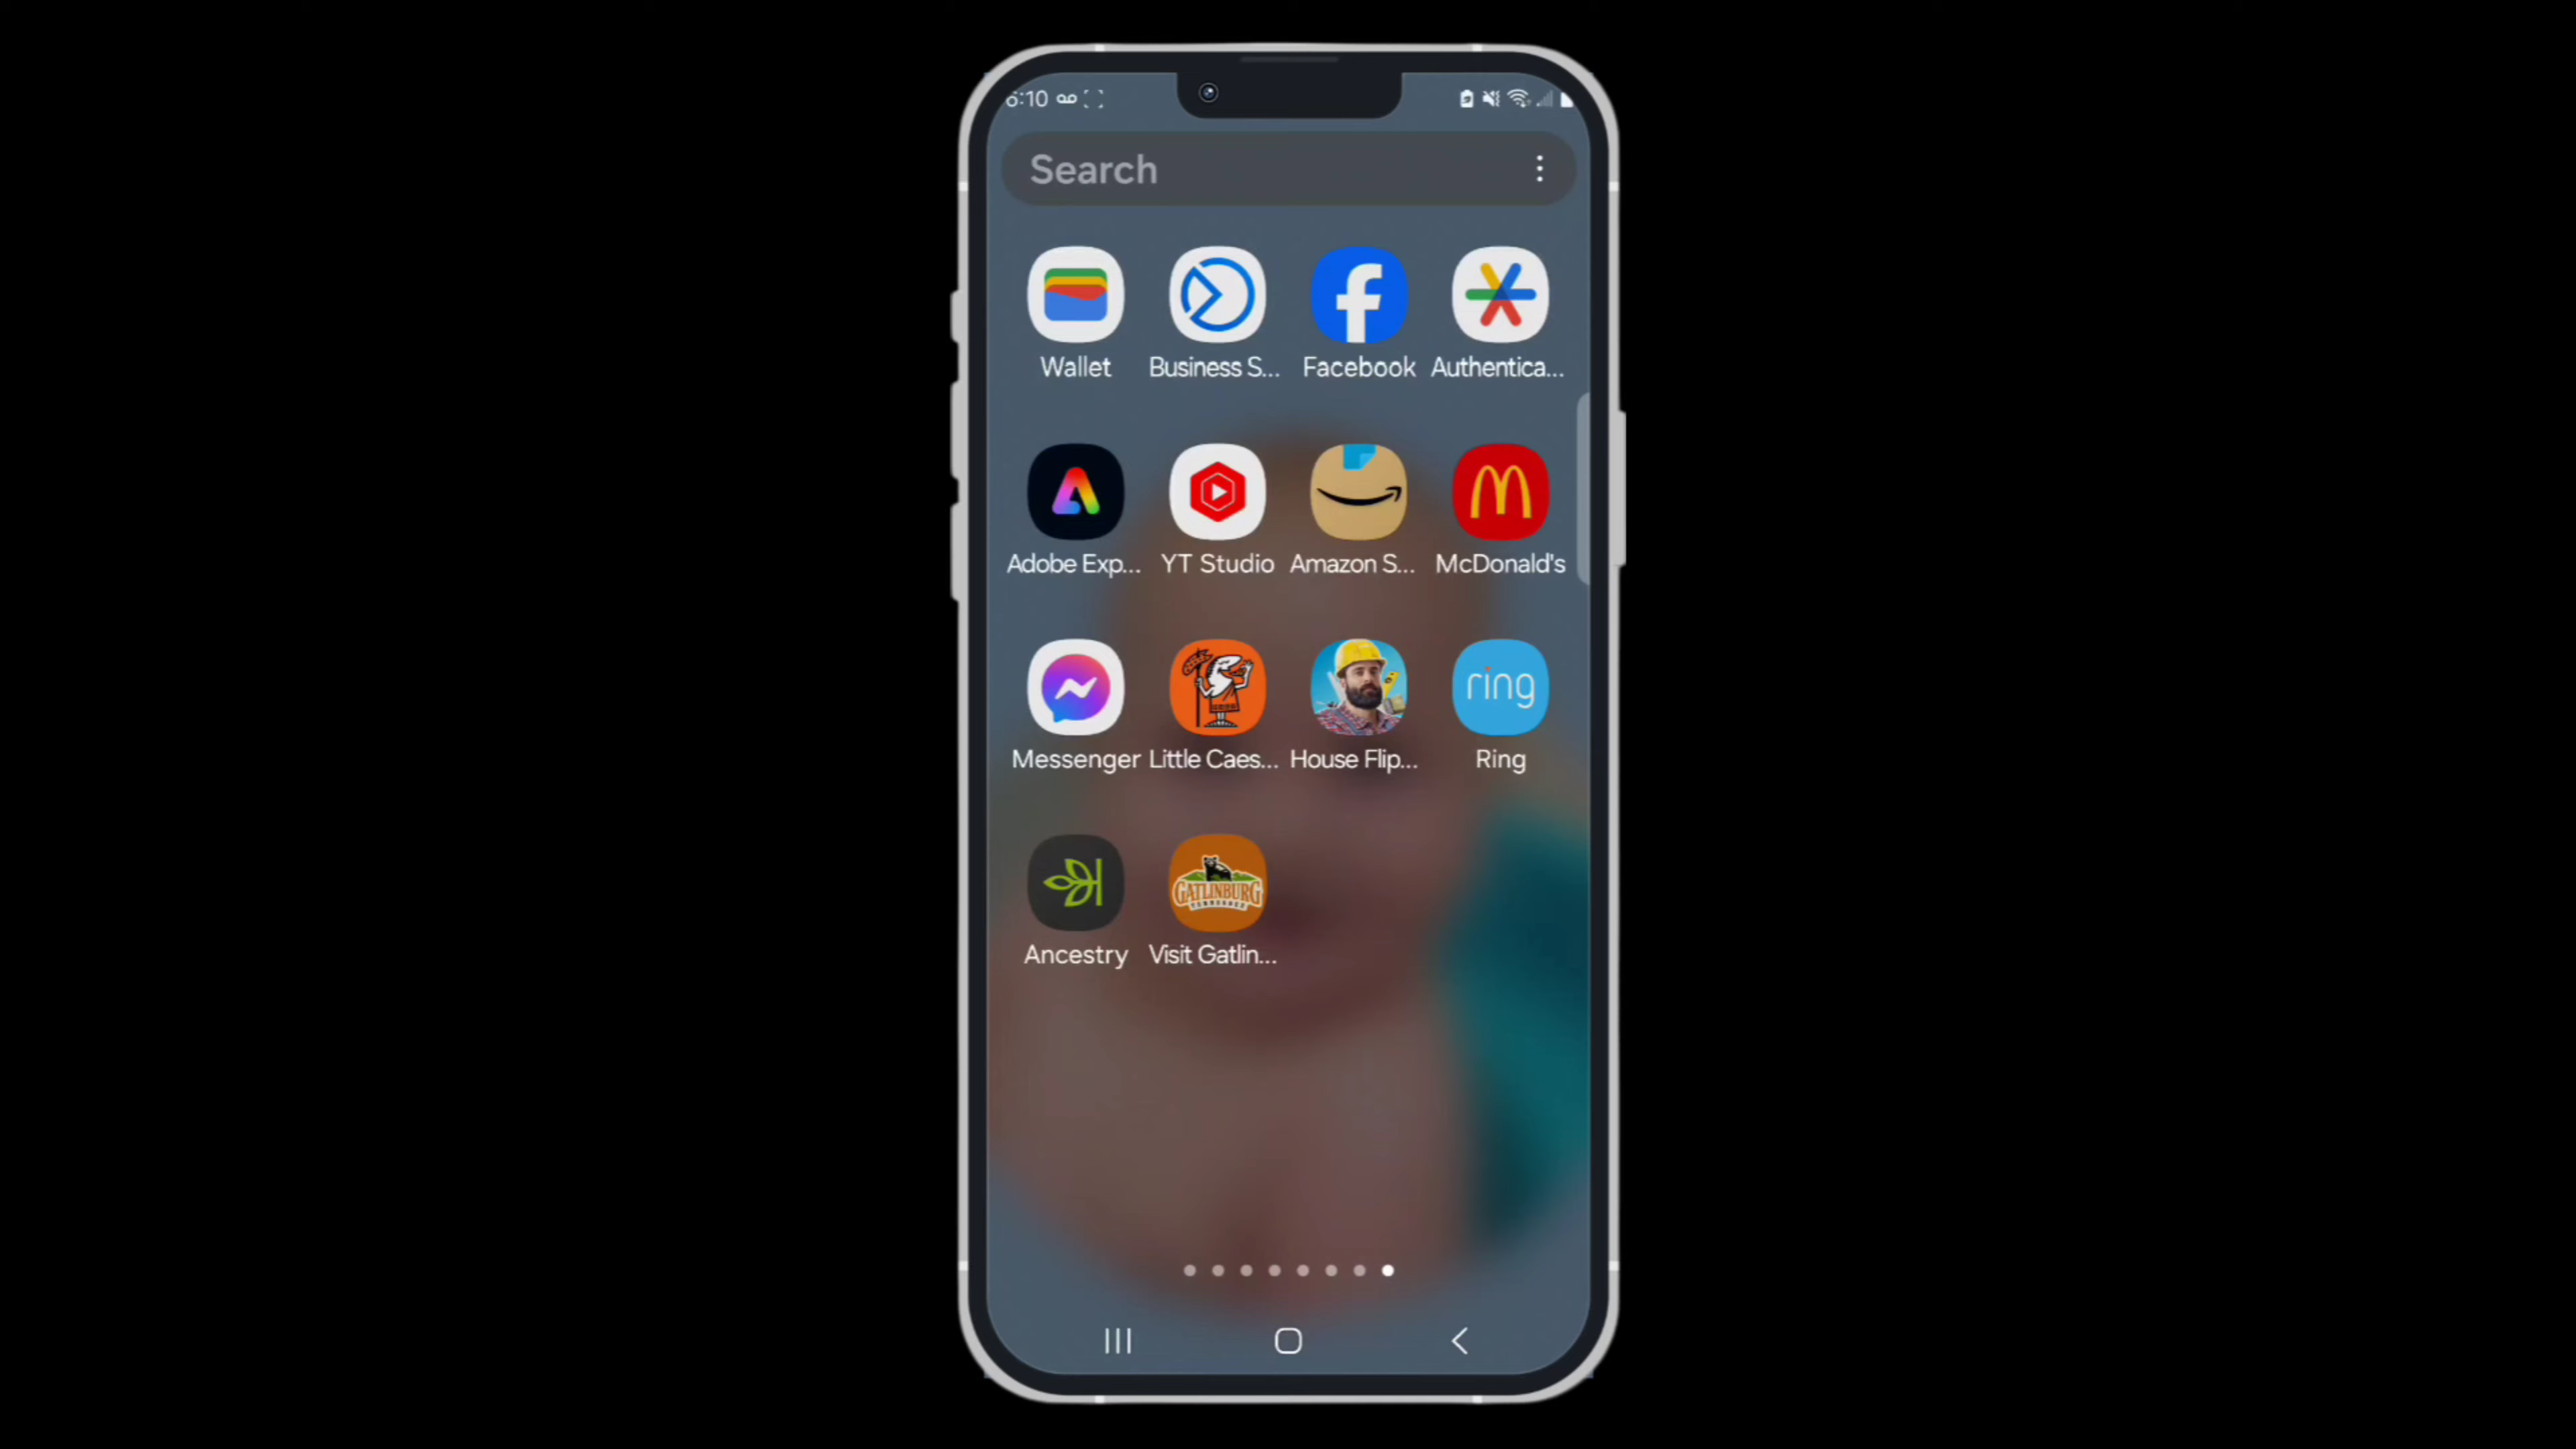 6:10
Search
Wallet Business S... Facebook Authentica...
Adobe Exp... YT Studio Amazon S... McDonald's
ring
Messenger Little Caes... House Flip... Ring
GATLINBURG
TENNESSEE
Ancestry Visit Gatlin...